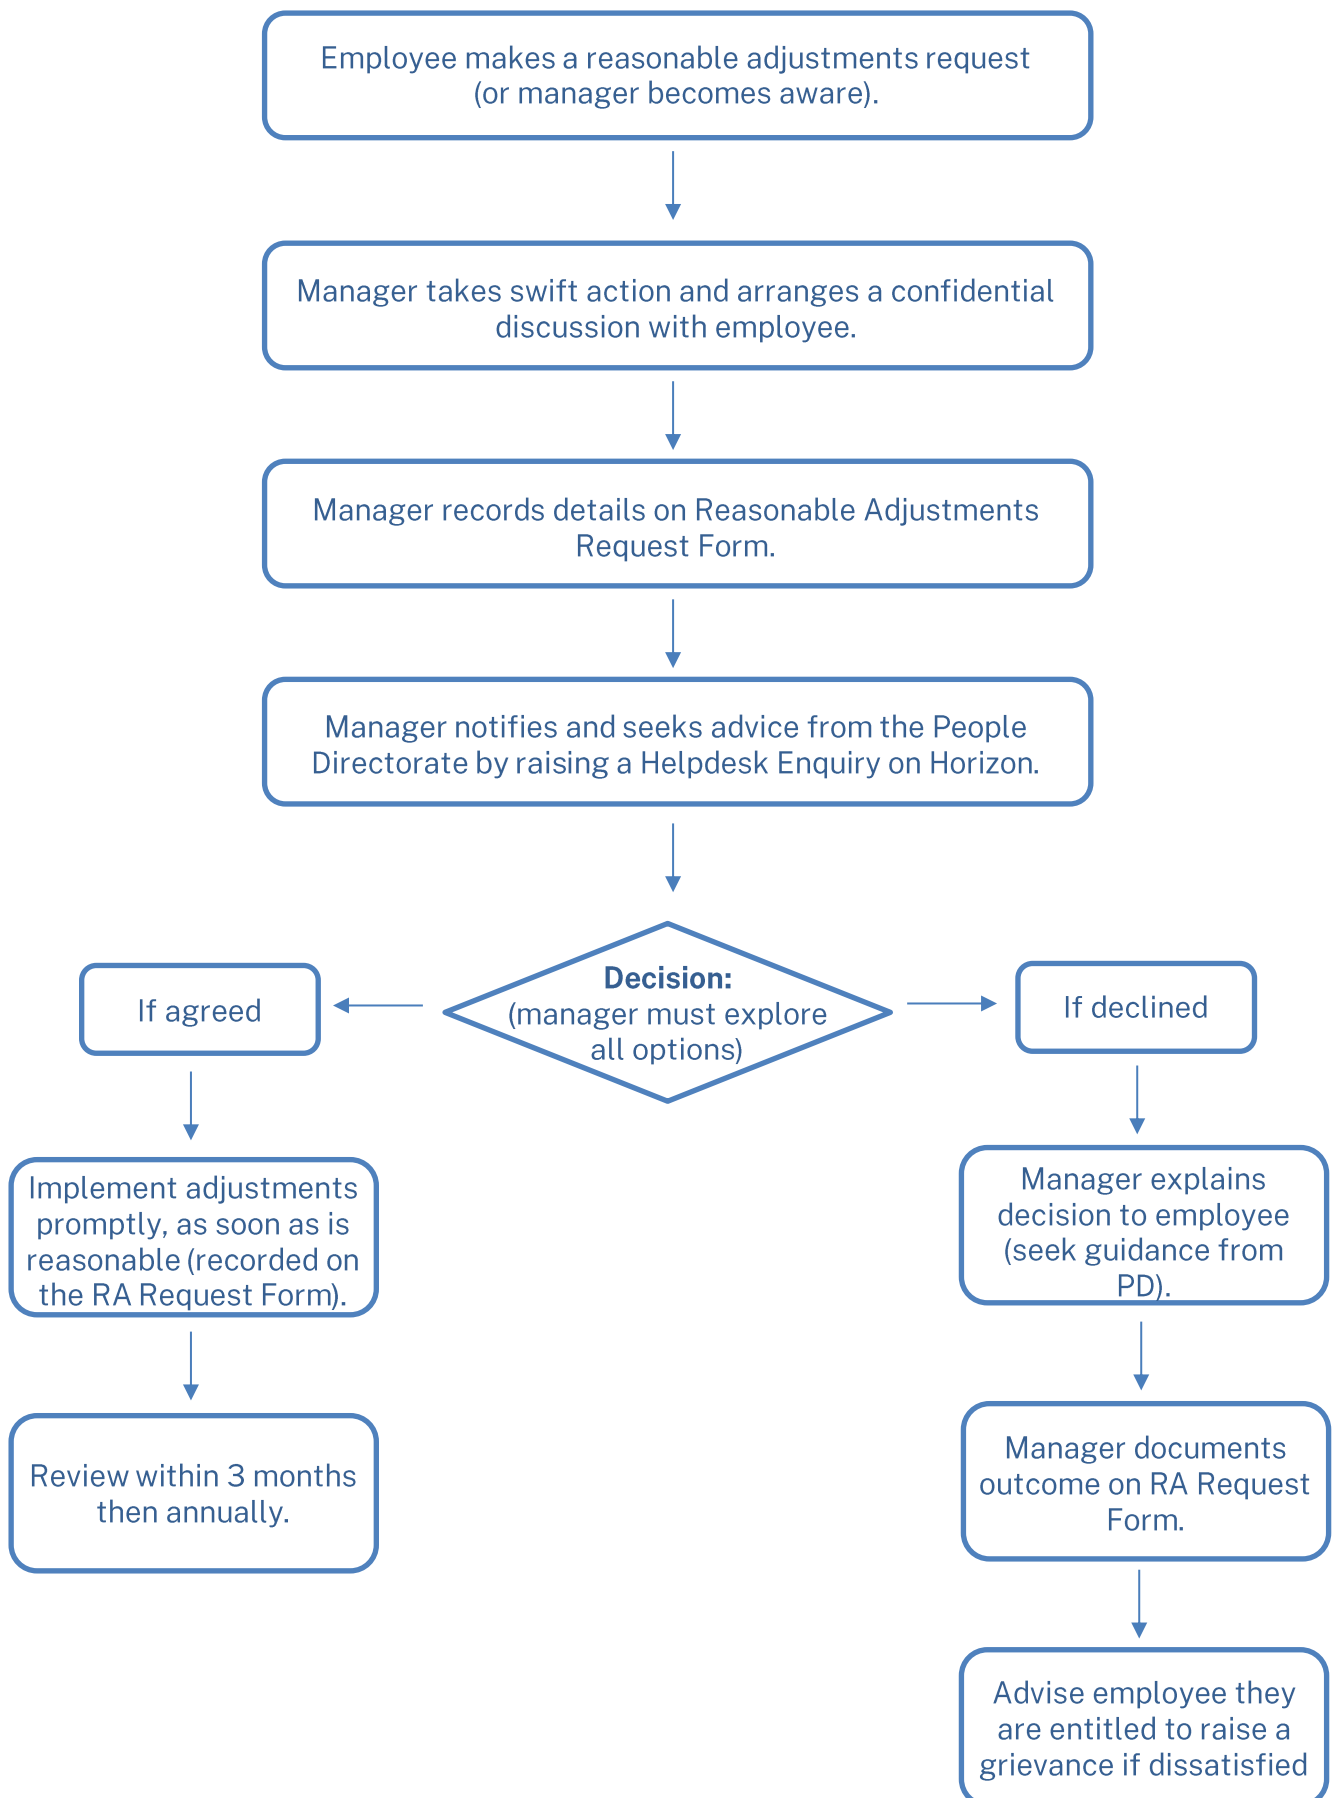 Employee makes a reasonable adjustments request
(or manager becomes aware).
Manager takes swift action and arranges a confidential
discussion with employee.
Manager records details on Reasonable Adjustments
Request Form.
Manager notifies and seeks advice from the People
Directorate by raising a Helpdesk Enquiry on Horizon.
Decision:
(manager must explore
all options)
If agreed
Implement adjustments
promptly, as soon as is
reasonable (recorded on
the RA Request Form).
Review within 3 months
then annually.
If declined
Manager explains
decision to employee
(seek guidance from
PD).
Manager documents
outcome on RA Request
Form.
Advise employee they
are entitled to raise a
grievance if dissatisfied